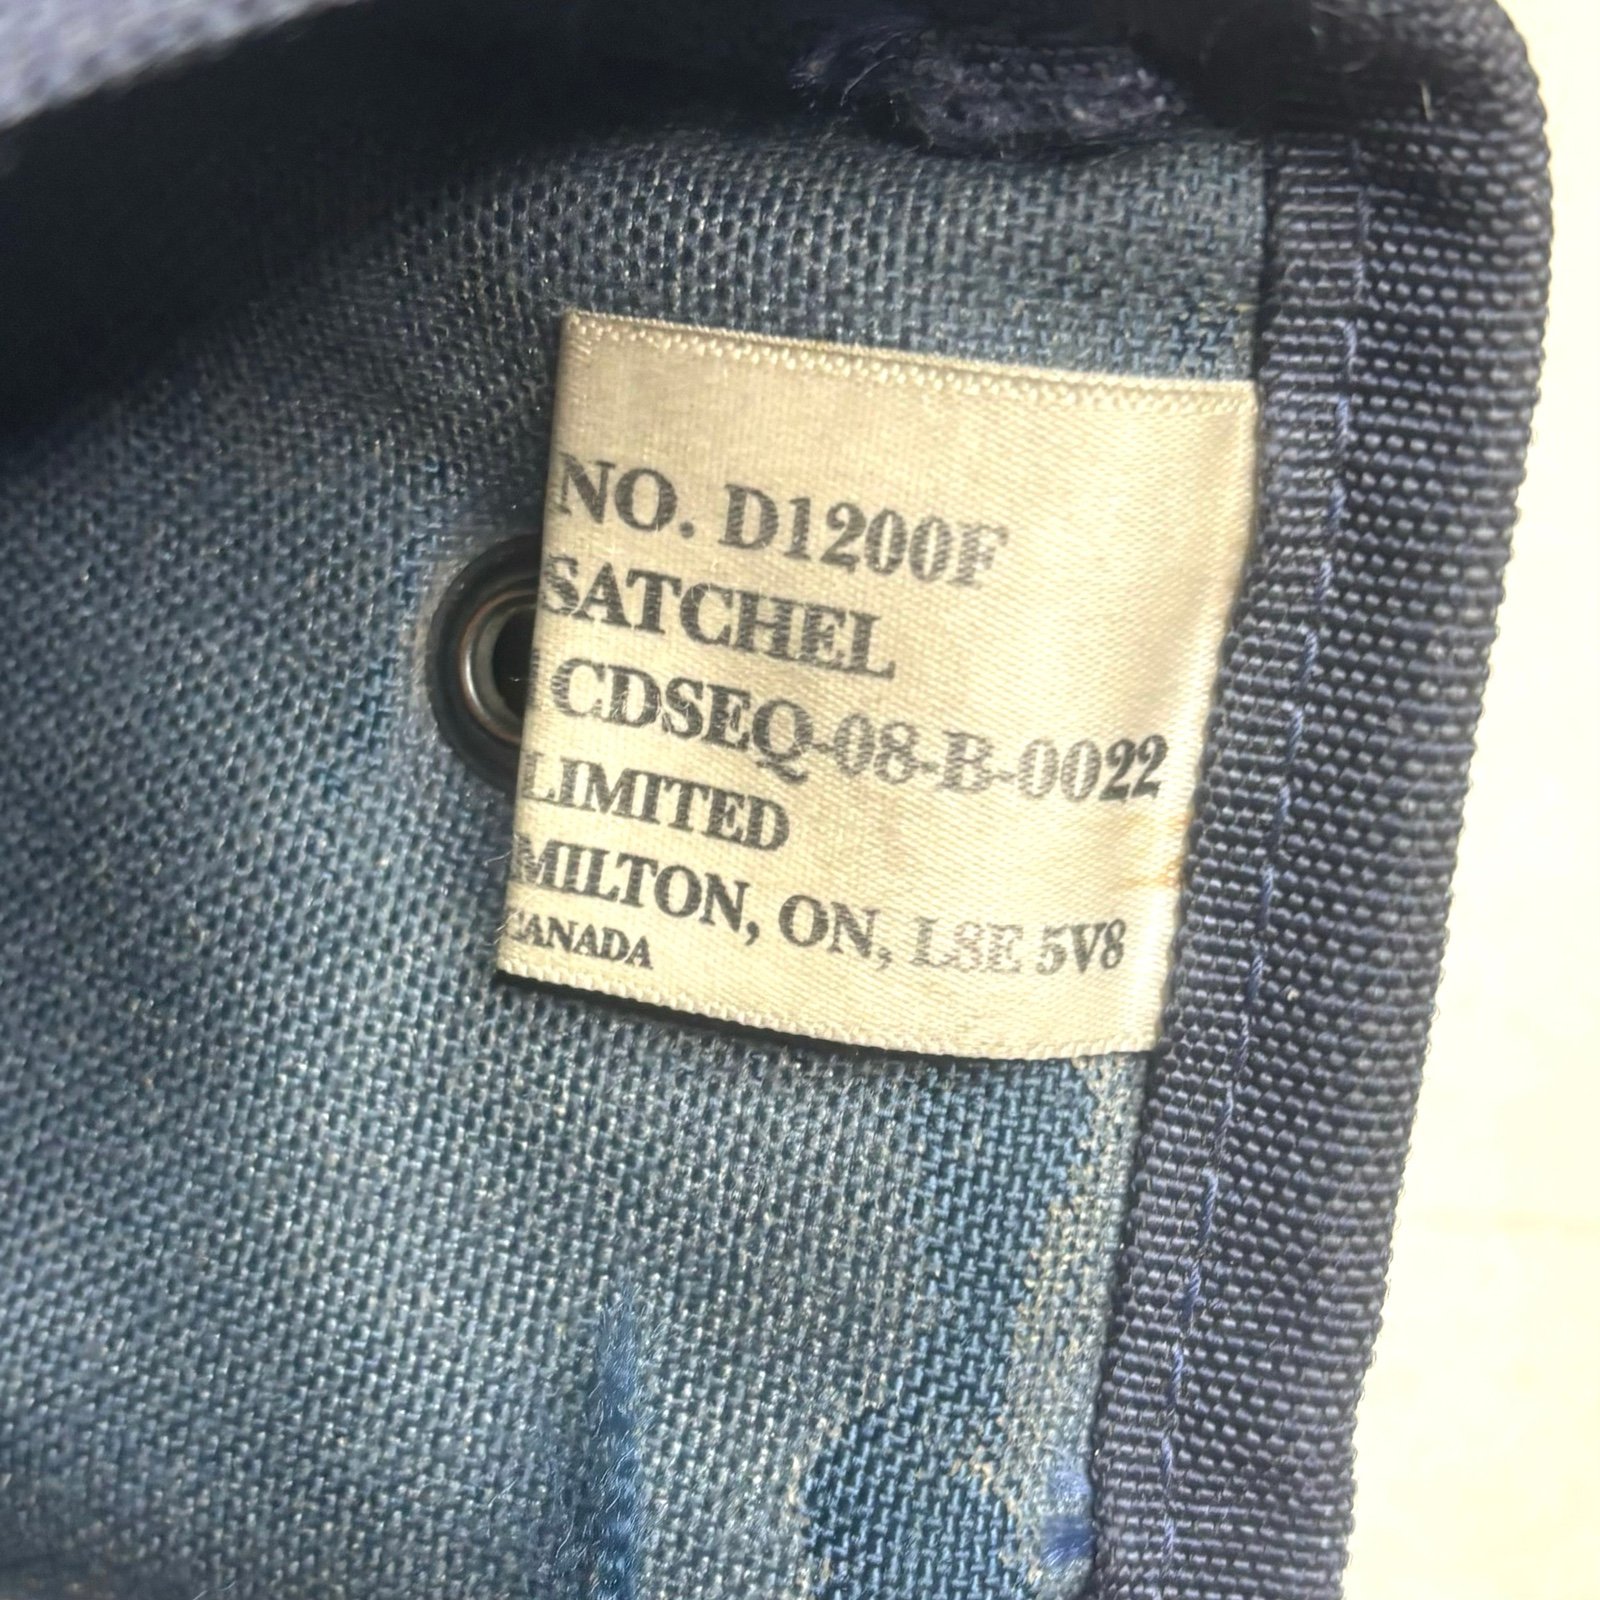 NO. D1200F
SATCHEL
CDSEQ-08-B-0022
LIMITED
MILTON, ON, L8E 5V8
CANADA